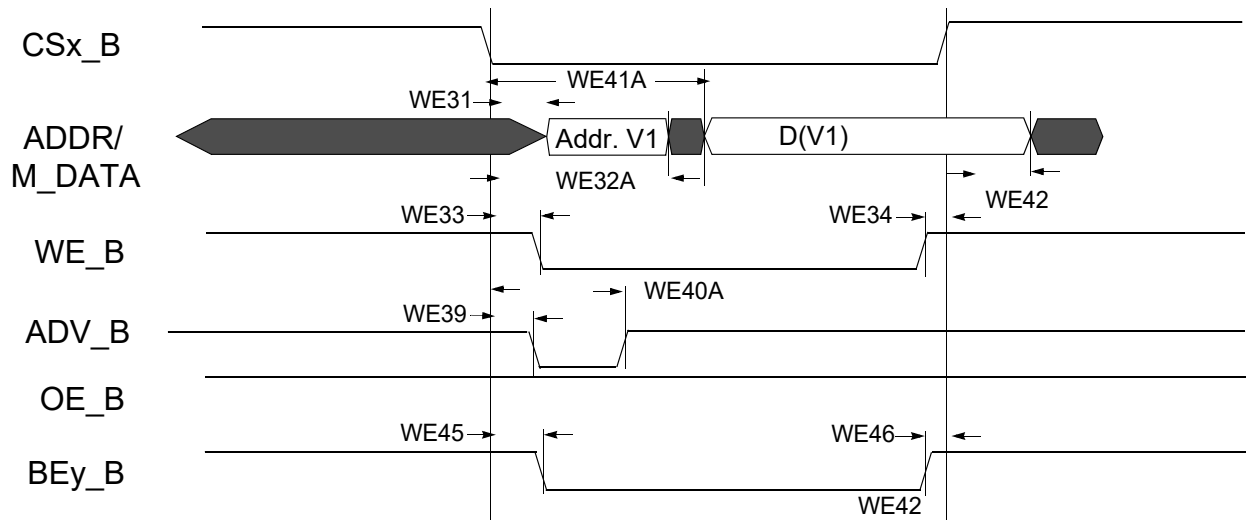 CSx_B
WE41A
WE31
ADDR/
M_DATA
Addr. V1
D(V1)
WE32A
WE42
WE33
WE34
WE_B
WE40A
WE39
ADV_B
OE_B
WE45
WE46
BEy_B
WE42